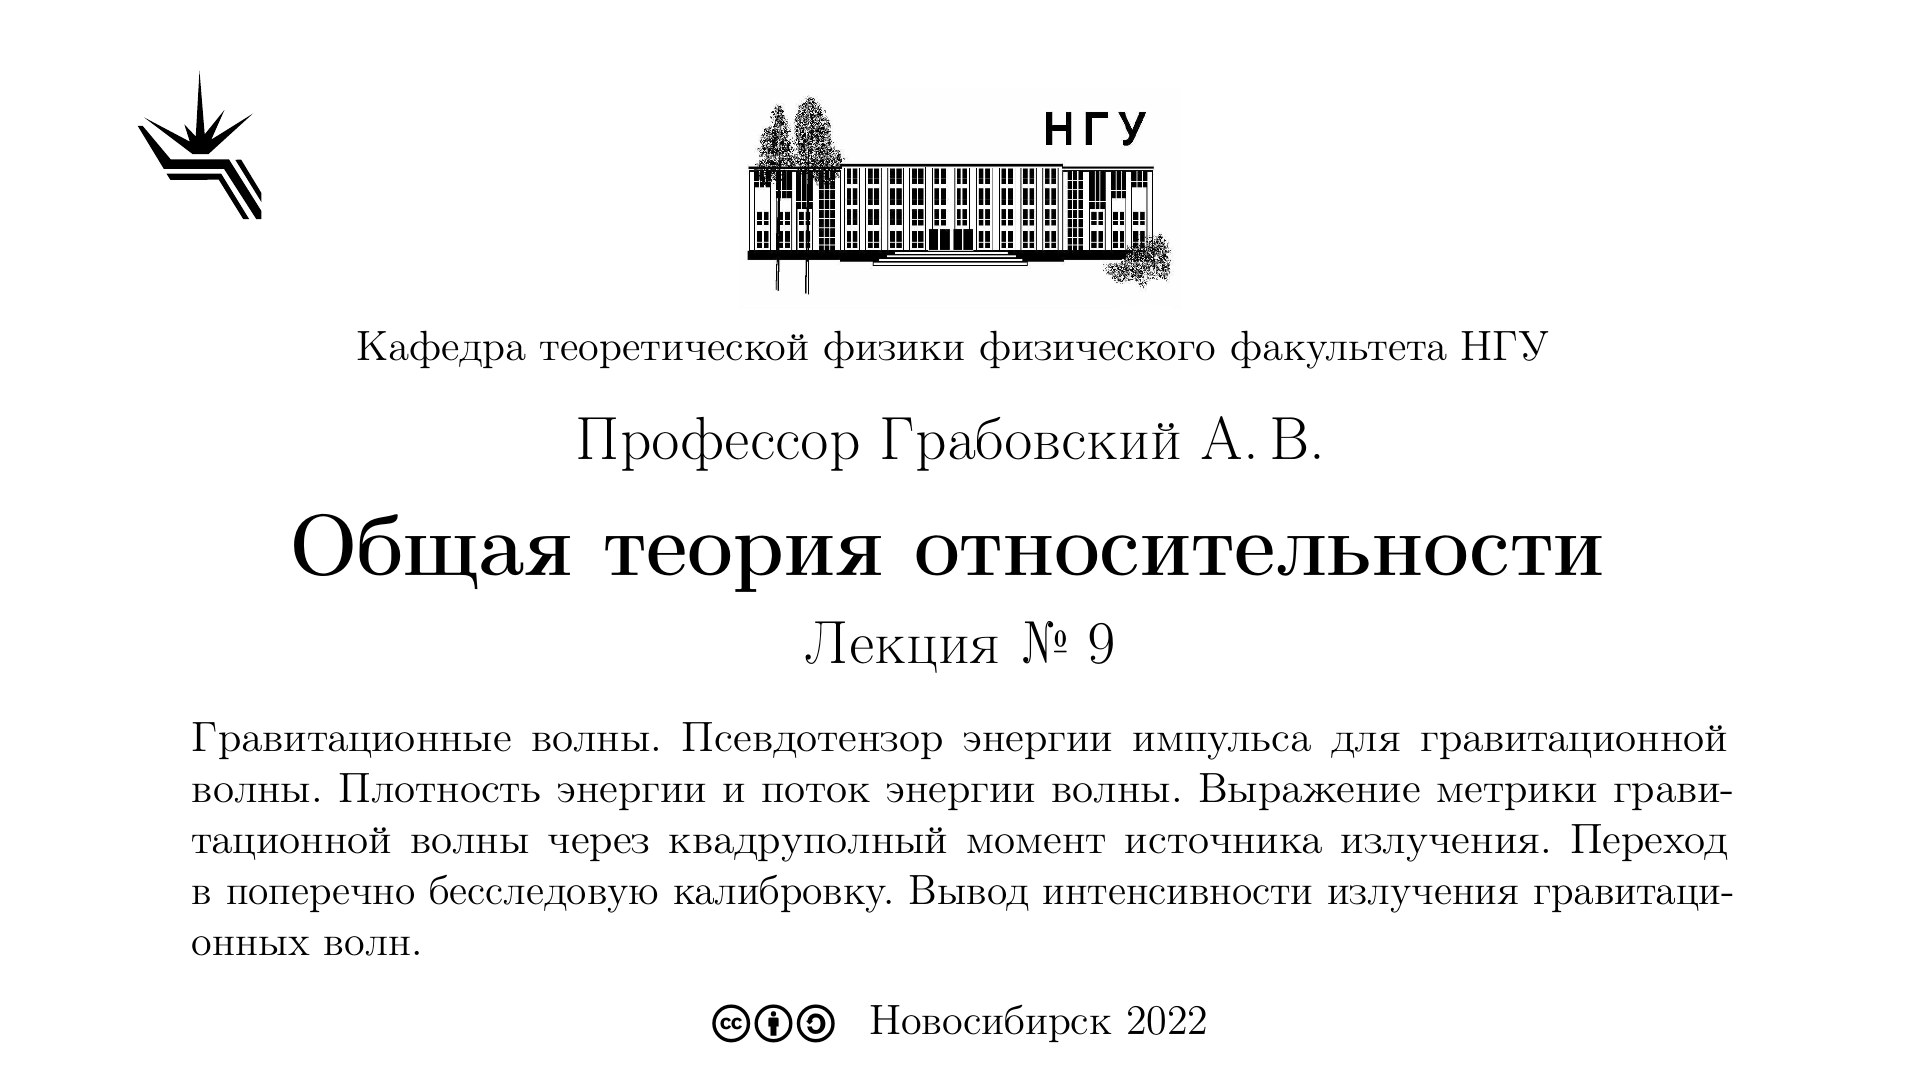 НГУ
Кафедра теоретической физики физического факультета НГУ
Профессор Грабовский А. В.
Общая теория относительности
Лекция № 9
Гравитационные волны. Псевдотензор энергии импульса для гравитационной
волны. Плотность энергии и поток энергии волны. Выражение метрики грави-
тационной волны через квадруполный момент источника излучения. Переход
в поперечно бесследовую калибровку. Вывод интенсивности излучения гравитаци-
онных волн.
cc Новосибирск 2022